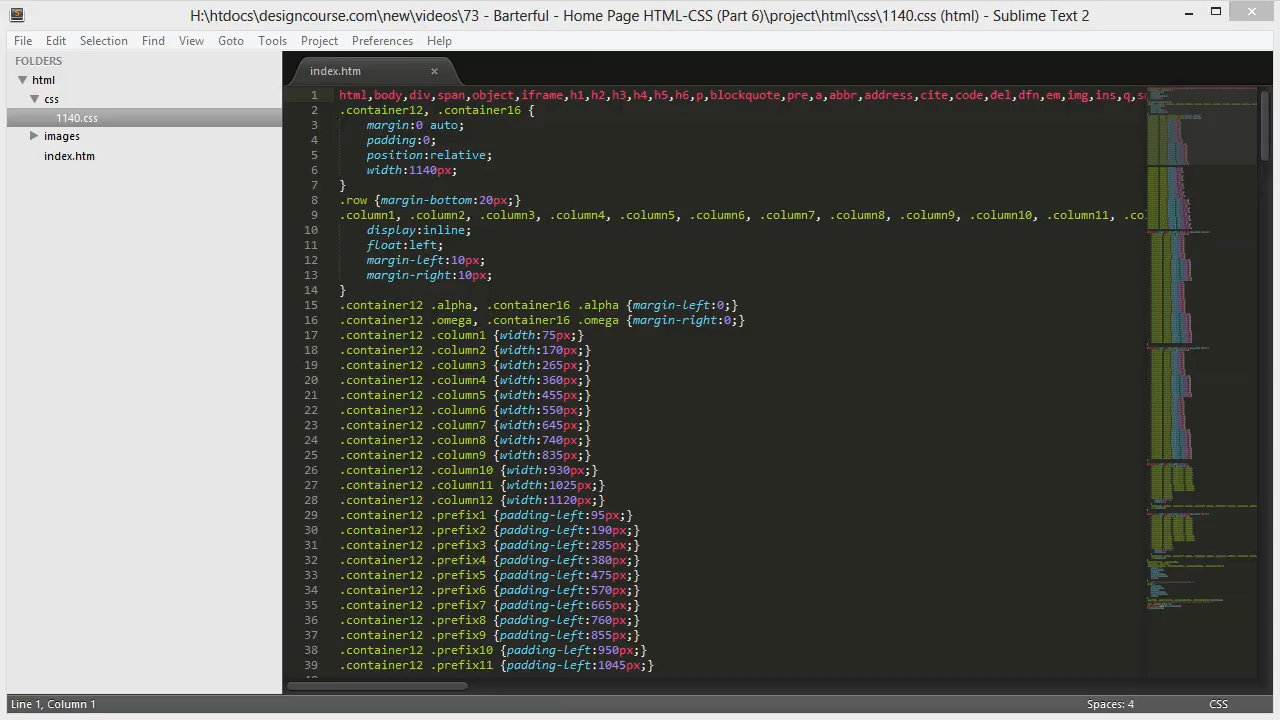 H:\htdocs\designcourse.com\new\videos\73 - Barterful - Home Page HTML-CSS (Part 6)\project\html\css\1140.css (html) - Sublime Text 2
File Edit Selection Find View Goto Tools Project Preferences Help
FOLDERS
html
css
1140.css
images
index.htm
index.htm
1 html,body,div,span,object,iframe,h1,h2,h3,h4,h5,h6,p,blockquote,pre,a,abbr,address,cite,code,del,dfn,em,img,ins,q,s
2 .container12, .container16 {
3 margin:0 auto;
4 padding:0;
5 position:relative;
6 width:1140px;
7 }
8 .row {margin-bottom:20px;}
9 .column1, .column2, .column3, .column4, .column5, .column6, .column7, .column8, .column9, .column10, .column11, .co
10 display:inline;
11 float:left;
12 margin-left:10px;
13 margin-right:10px;
14 }
15 .container12 .alpha, .container16 .alpha {margin-left:0;}
16 .container12 .omega, .container16 .omega {margin-right:0;}
17 .container12 .column1 {width:75px;}
18 .container12 .column2 {width:170px;}
19 .container12 .column3 {width:265px;}
20 .container12 .column4 {width:360px;}
21 .container12 .column5 {width:455px;}
22 .container12 .column6 {width:550px;}
23 .container12 .column7 {width:645px;}
24 .container12 .column8 {width:740px;}
25 .container12 .column9 {width:835px;}
26 .container12 .column10 {width:930px;}
27 .container12 .column11 {width:1025px;}
28 .container12 .column12 {width:1120px;}
29 .container12 .prefix1 {padding-left:95px;}
30 .container12 .prefix2 {padding-left:190px;}
31 .container12 .prefix3 {padding-left:285px;}
32 .container12 .prefix4 {padding-left:380px;}
33 .container12 .prefix5 {padding-left:475px;}
34 .container12 .prefix6 {padding-left:570px;}
35 .container12 .prefix7 {padding-left:665px;}
36 .container12 .prefix8 {padding-left:760px;}
37 .container12 .prefix9 {padding-left:855px;}
38 .container12 .prefix10 {padding-left:950px;}
39 .container12 .prefix11 {padding-left:1045px;}
Line 1, Column 1 Spaces: 4 CSS